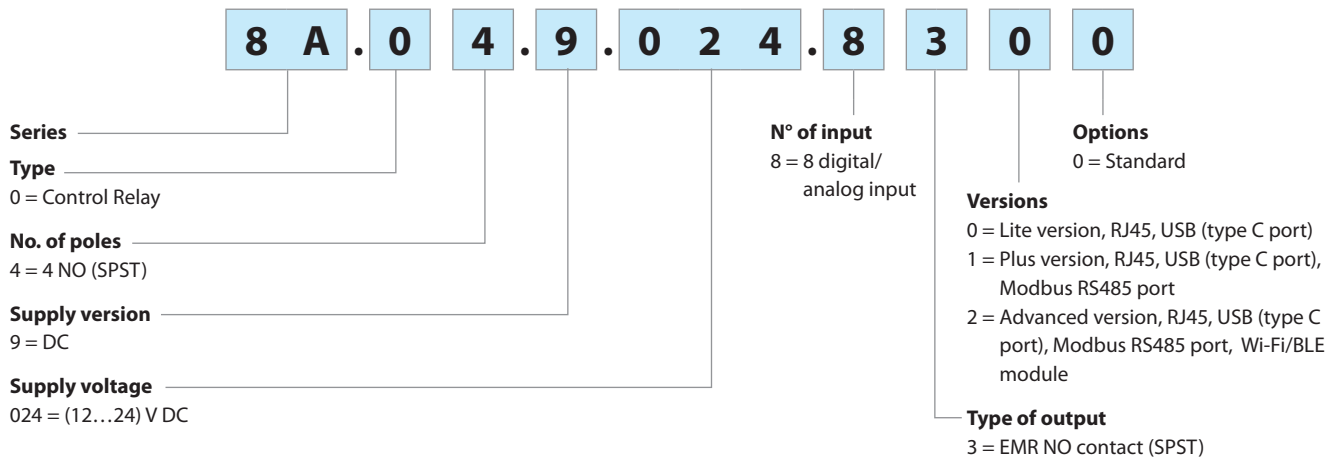 8 A . 0 4 . 9 . 0 2 4 . 8 3 0 0
Series
Type
0 = Control Relay
No. of poles
4 = 4 NO (SPST)
Supply version
9 = DC
Supply voltage
024 = (12…24) V DC
N° of input
8 = 8 digital/
analog input
Options
0 = Standard
Versions
0 = Lite version, RJ45, USB (type C port)
1 = Plus version, RJ45, USB (type C port),
Modbus RS485 port
2 = Advanced version, RJ45, USB (type C
port), Modbus RS485 port, Wi-Fi/BLE
module
Type of output
3 = EMR NO contact (SPST)